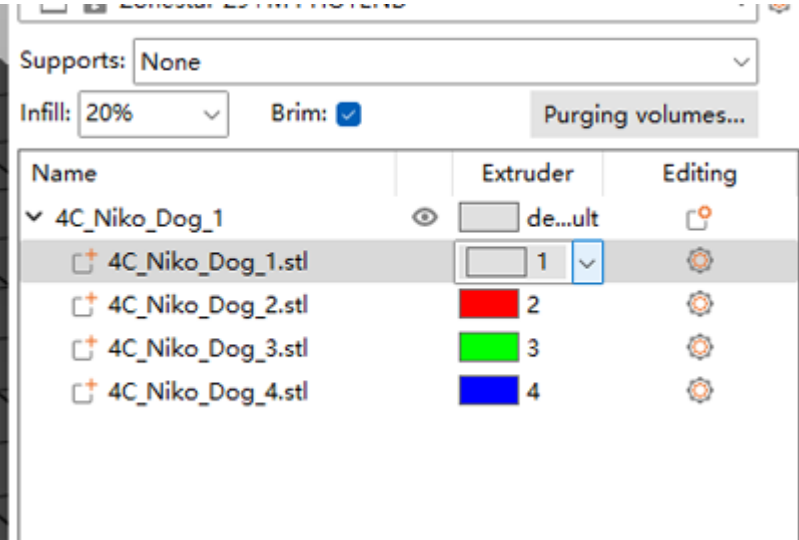 Supports: None
Infill: 20% Brim: Purging volumes...
Name Extruder Editing
4C_Niko_Dog_1 de...ult
4C_Niko_Dog_1.stl 1
4C_Niko_Dog_2.stl 2
4C_Niko_Dog_3.stl 3
4C_Niko_Dog_4.stl 4